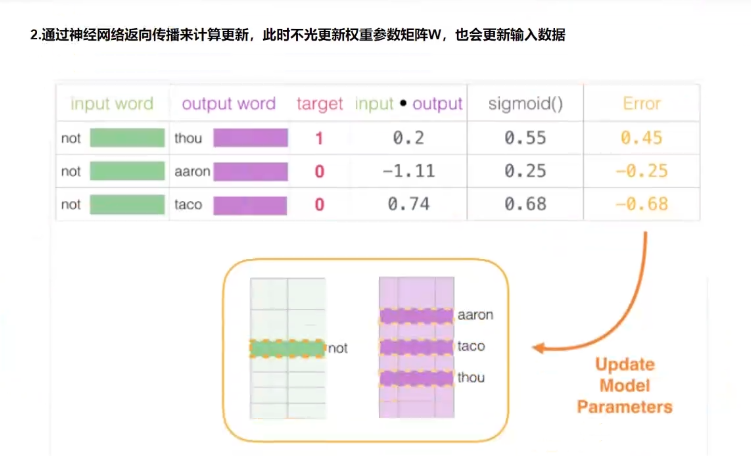 2.通过神经网络返向传播来计算更新，此时不光更新权重参数矩阵W，也会更新输入数据
input word output word target input • output sigmoid() Error
not thou 1 0.2 0.55 0.45
not aaron 0 -1.11 0.25 -0.25
not taco 0 0.74 0.68 -0.68
aaron
not taco
thou
Update
Model
Parameters